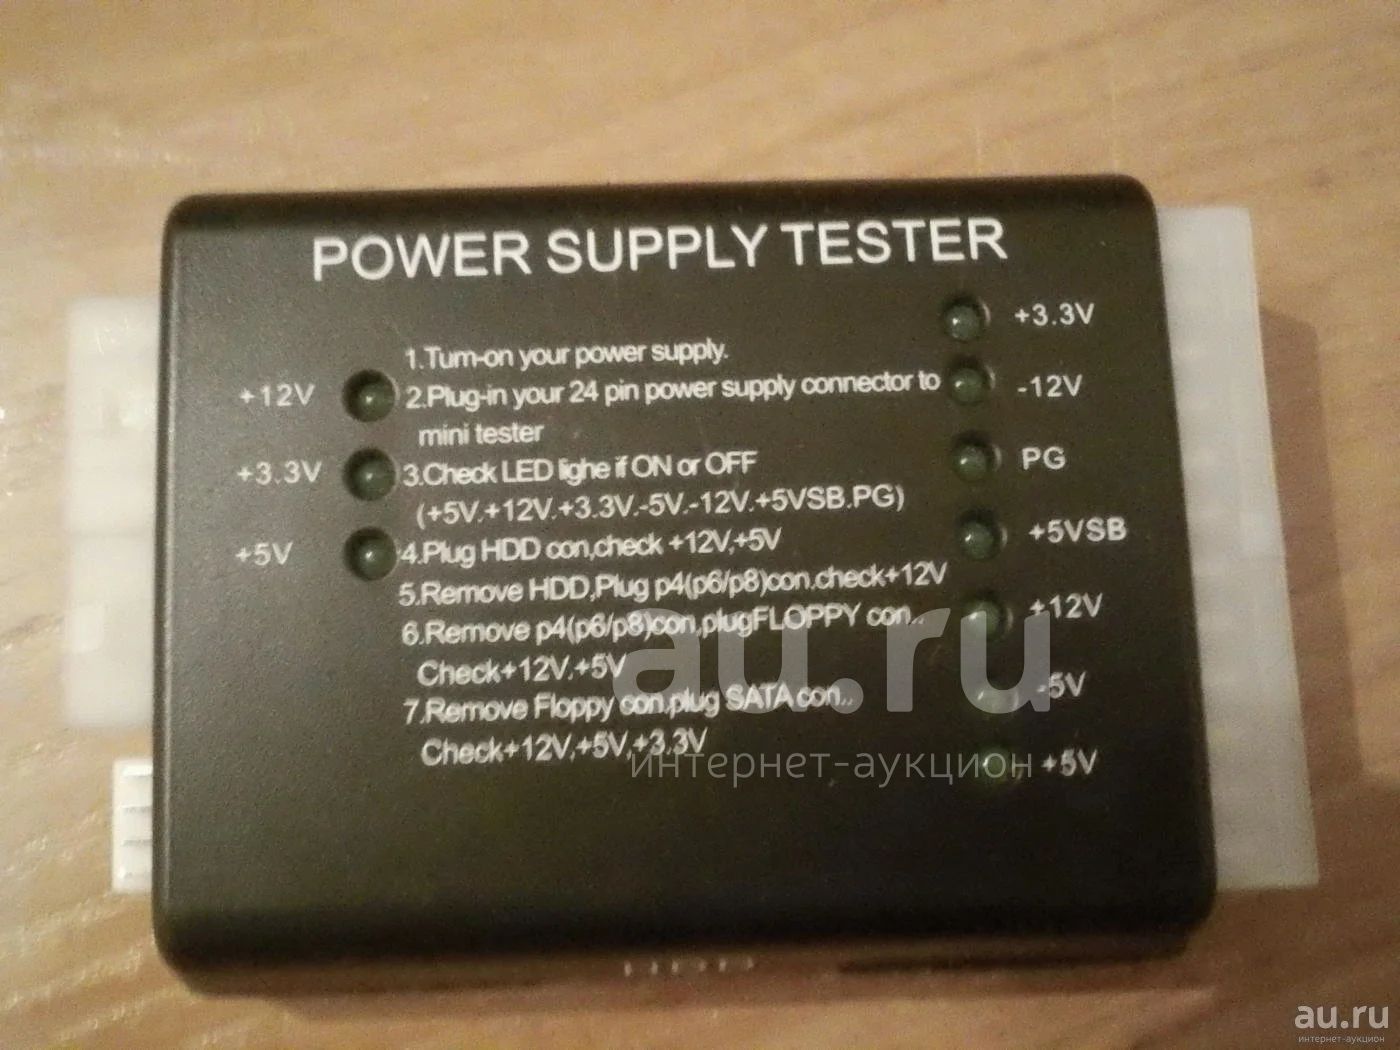 POWER SUPPLY TESTER
+12V
+3.3V
+5V
1.Turn-on your power supply.
2.Plug-in your 24 pin power supply connector to
mini tester
3.Check LED lighe if ON or OFF
(+5V.+12V.+3.3V.-5V.-12V.+5VSB.PG)
4.Plug HDD con,check +12V,+5V
5.Remove HDD,Plug p4(p6/p8)con.check+12V
6.Remove p4(p6/p8)con,plugFLOPPY con..
Check+12V.+5V
7.Remove Floppy con,plug SATA con..
Check+12V.+5V,+3.3V
+3.3V
-12V
PG
+5VSB
+12V
-5V
+5V
au.ru
интернет-аукцион
au.ru
интернет-аукцион